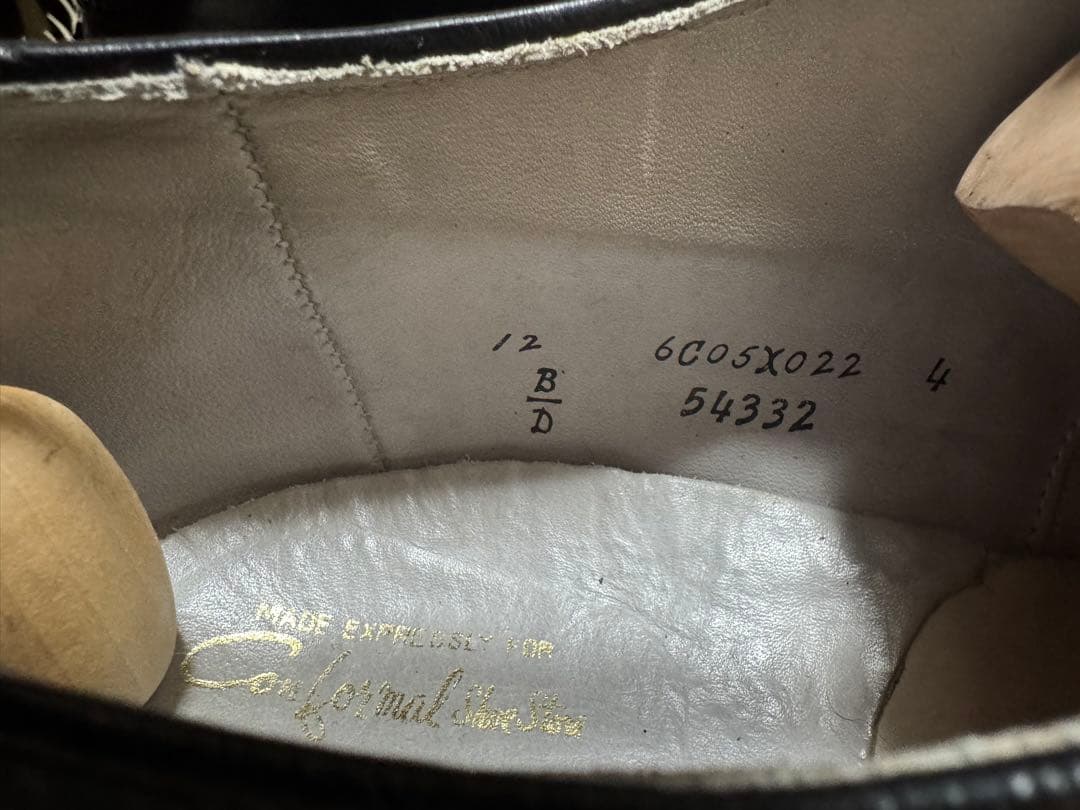 12 6C05X022 4
B
D
54332
MADE EXPRESSLY FOR
Conformal Shoe Store